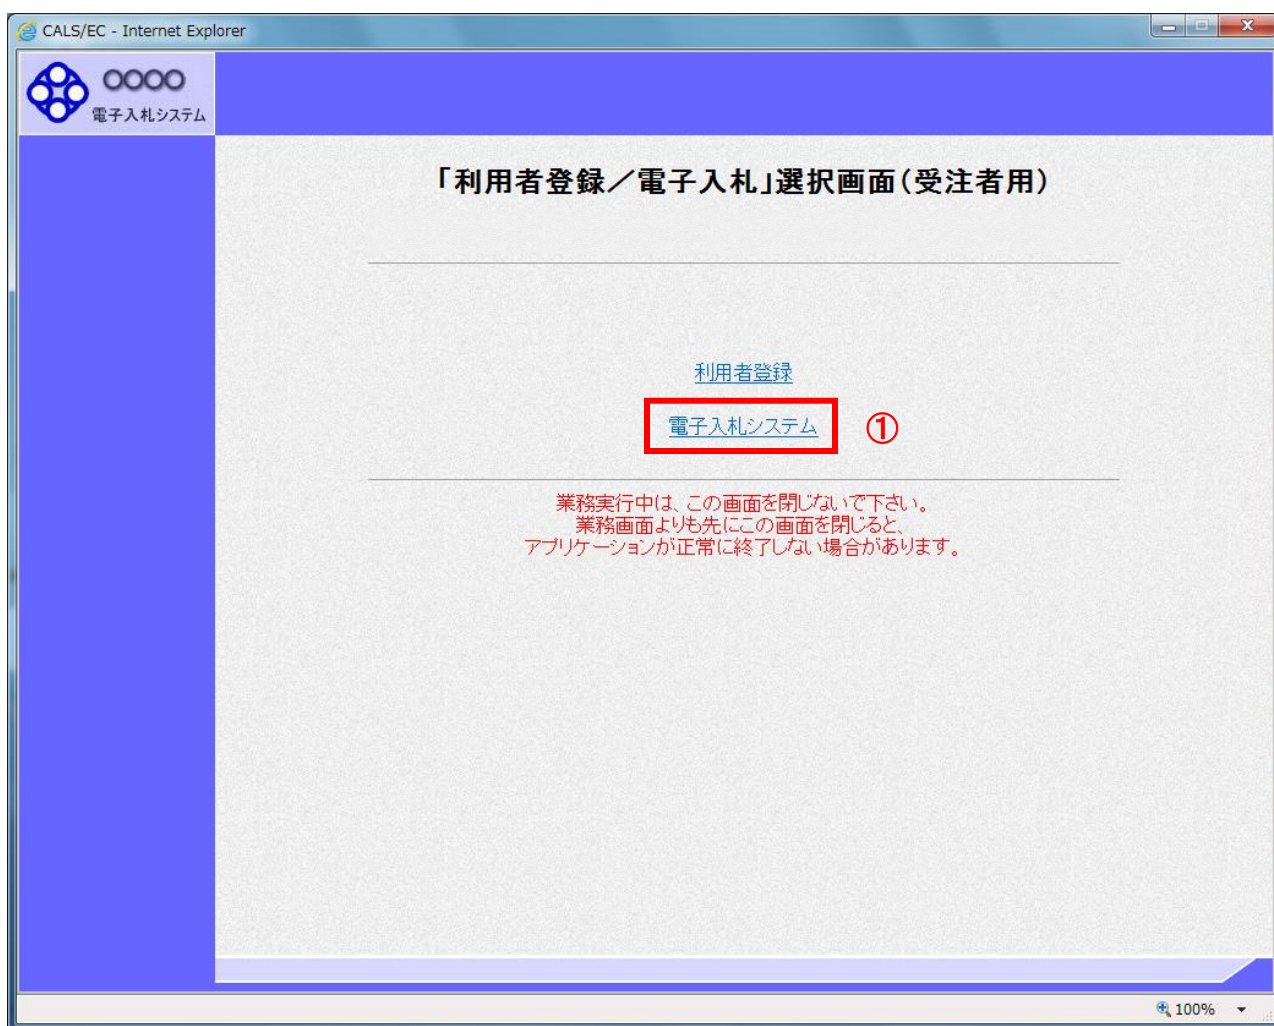 CALS/EC - Internet Explorer
○○○○
電子入札システム
「利用者登録／電子入札」選択画面（受注者用）
利用者登録
電子入札システム ①
業務実行中は、この画面を閉じないで下さい。
業務画面よりも先にこの画面を閉じると、
アプリケーションが正常に終了しない場合があります。
100%